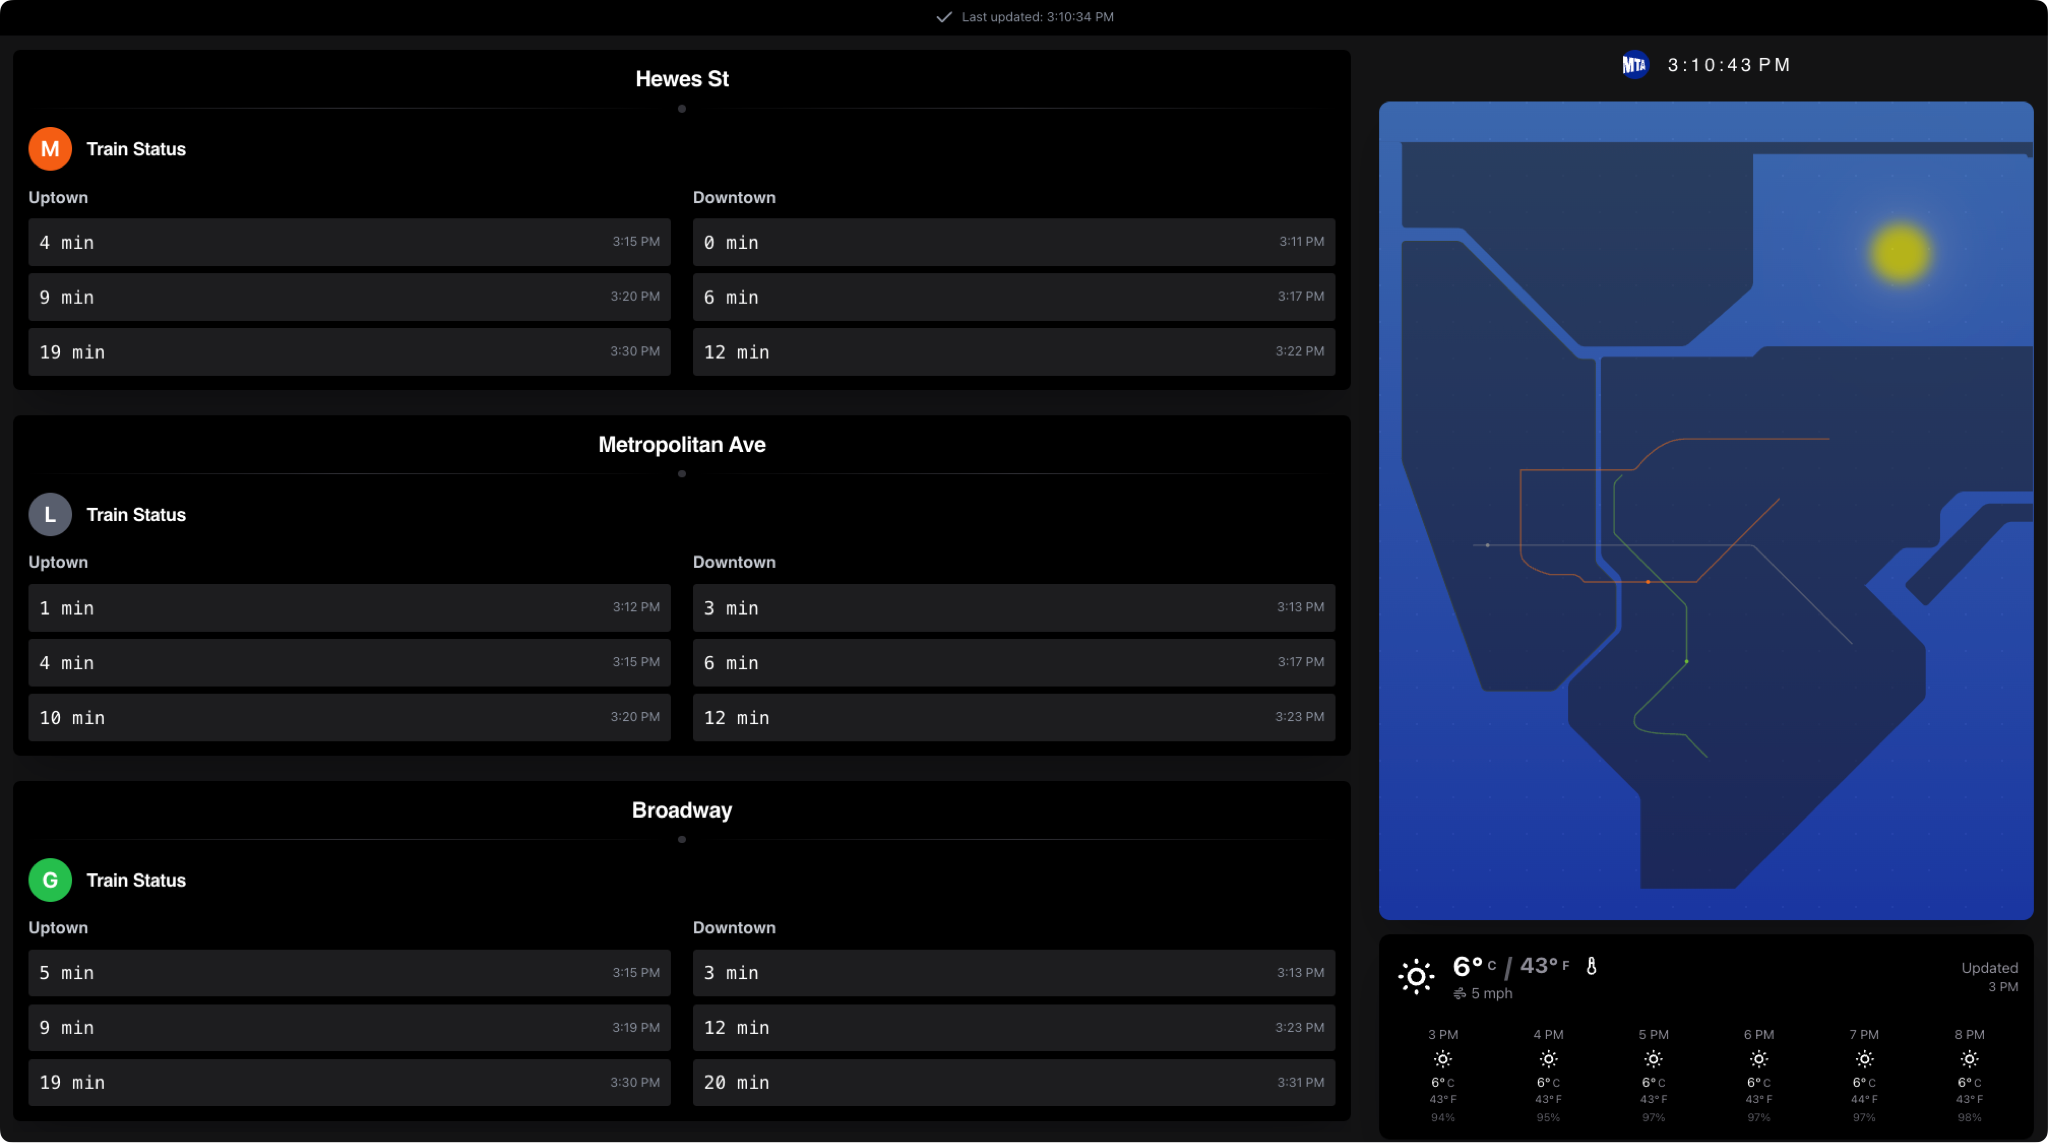 Last updated: 3:10:34 PM
Hewes St
M Train Status
Uptown
4 min 3:15 PM
9 min 3:20 PM
19 min 3:30 PM
Downtown
0 min 3:11 PM
6 min 3:17 PM
12 min 3:22 PM
Metropolitan Ave
L Train Status
Uptown
1 min 3:12 PM
4 min 3:15 PM
10 min 3:20 PM
Downtown
3 min 3:13 PM
6 min 3:17 PM
12 min 3:23 PM
Broadway
G Train Status
Uptown
5 min 3:15 PM
9 min 3:19 PM
19 min 3:30 PM
Downtown
3 min 3:13 PM
12 min 3:23 PM
20 min 3:31 PM
MTA 3:10:43 PM
6° C / 43° F
5 mph
Updated
3 PM
3 PM 4 PM 5 PM 6 PM 7 PM 8 PM
6° C 6° C 6° C 6° C 6° C 6° C
43° F 43° F 43° F 43° F 44° F 43° F
94% 95% 97% 97% 97% 98%